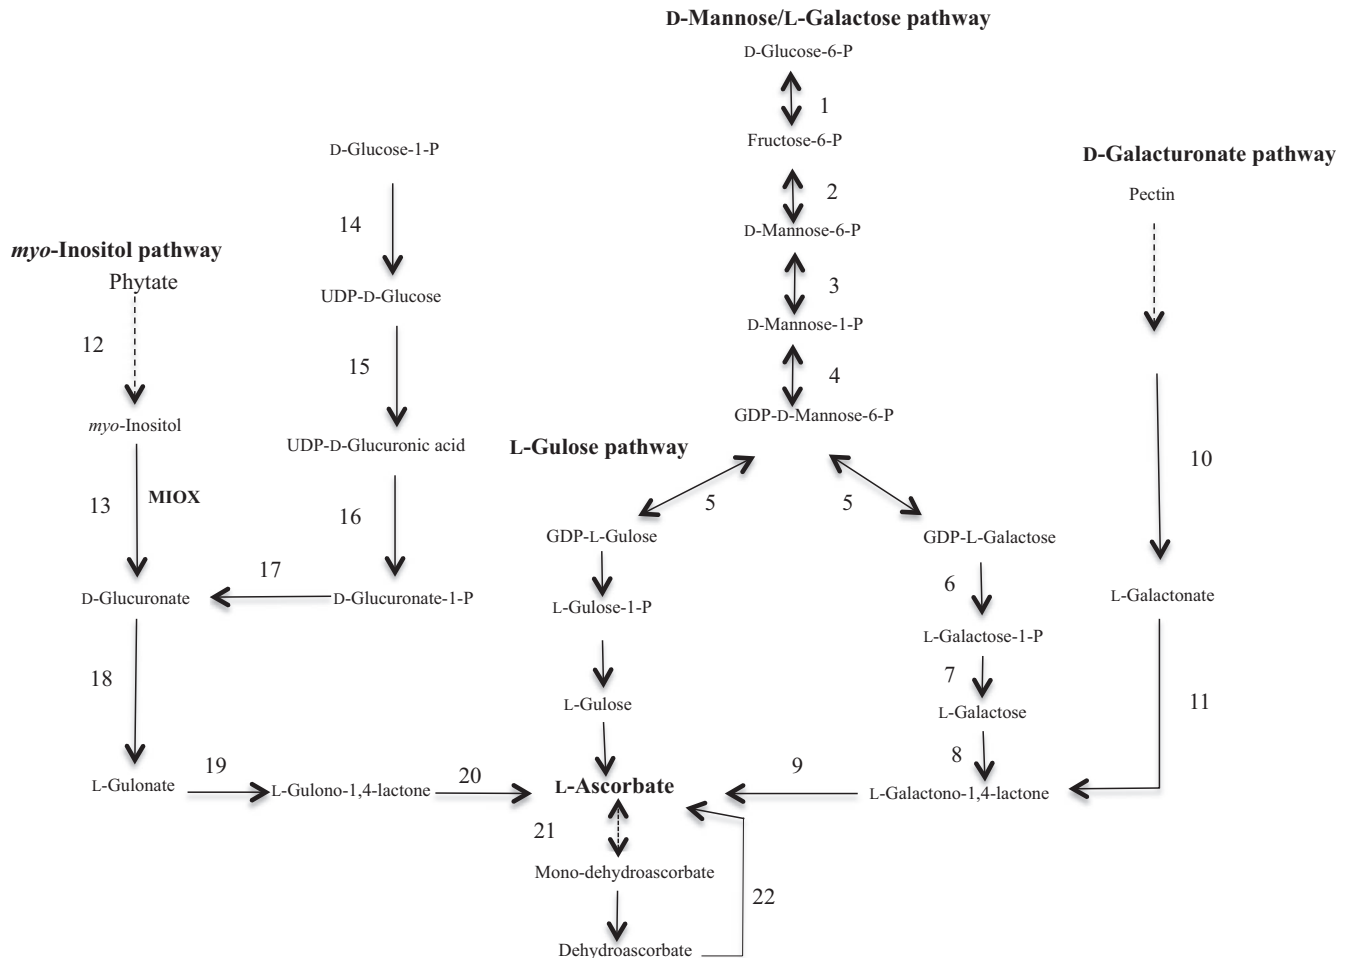 D-Mannose/L-Galactose pathway
D-Glucose-6-P
1
Fructose-6-P
D-Glucose-1-P
D-Galacturonate pathway
2
Pectin
14
D-Mannose-6-P
myo-Inositol pathway
Phytate
3
UDP-D-Glucose
D-Mannose-1-P
12
15
4
GDP-D-Mannose-6-P
myo-Inositol
UDP-D-Glucuronic acid
L-Gulose pathway
10
13
MIOX
16
5
5
GDP-L-Gulose
GDP-L-Galactose
17
6
D-Glucuronate
D-Glucuronate-1-P
L-Gulose-1-P
L-Galactonate
L-Galactose-1-P
18
7
11
L-Gulose
L-Galactose
8
19
20
9
L-Gulonate
L-Gulono-1,4-lactone
L-Ascorbate
L-Galactono-1,4-lactone
21
Mono-dehydroascorbate
22
Dehydroascorbate